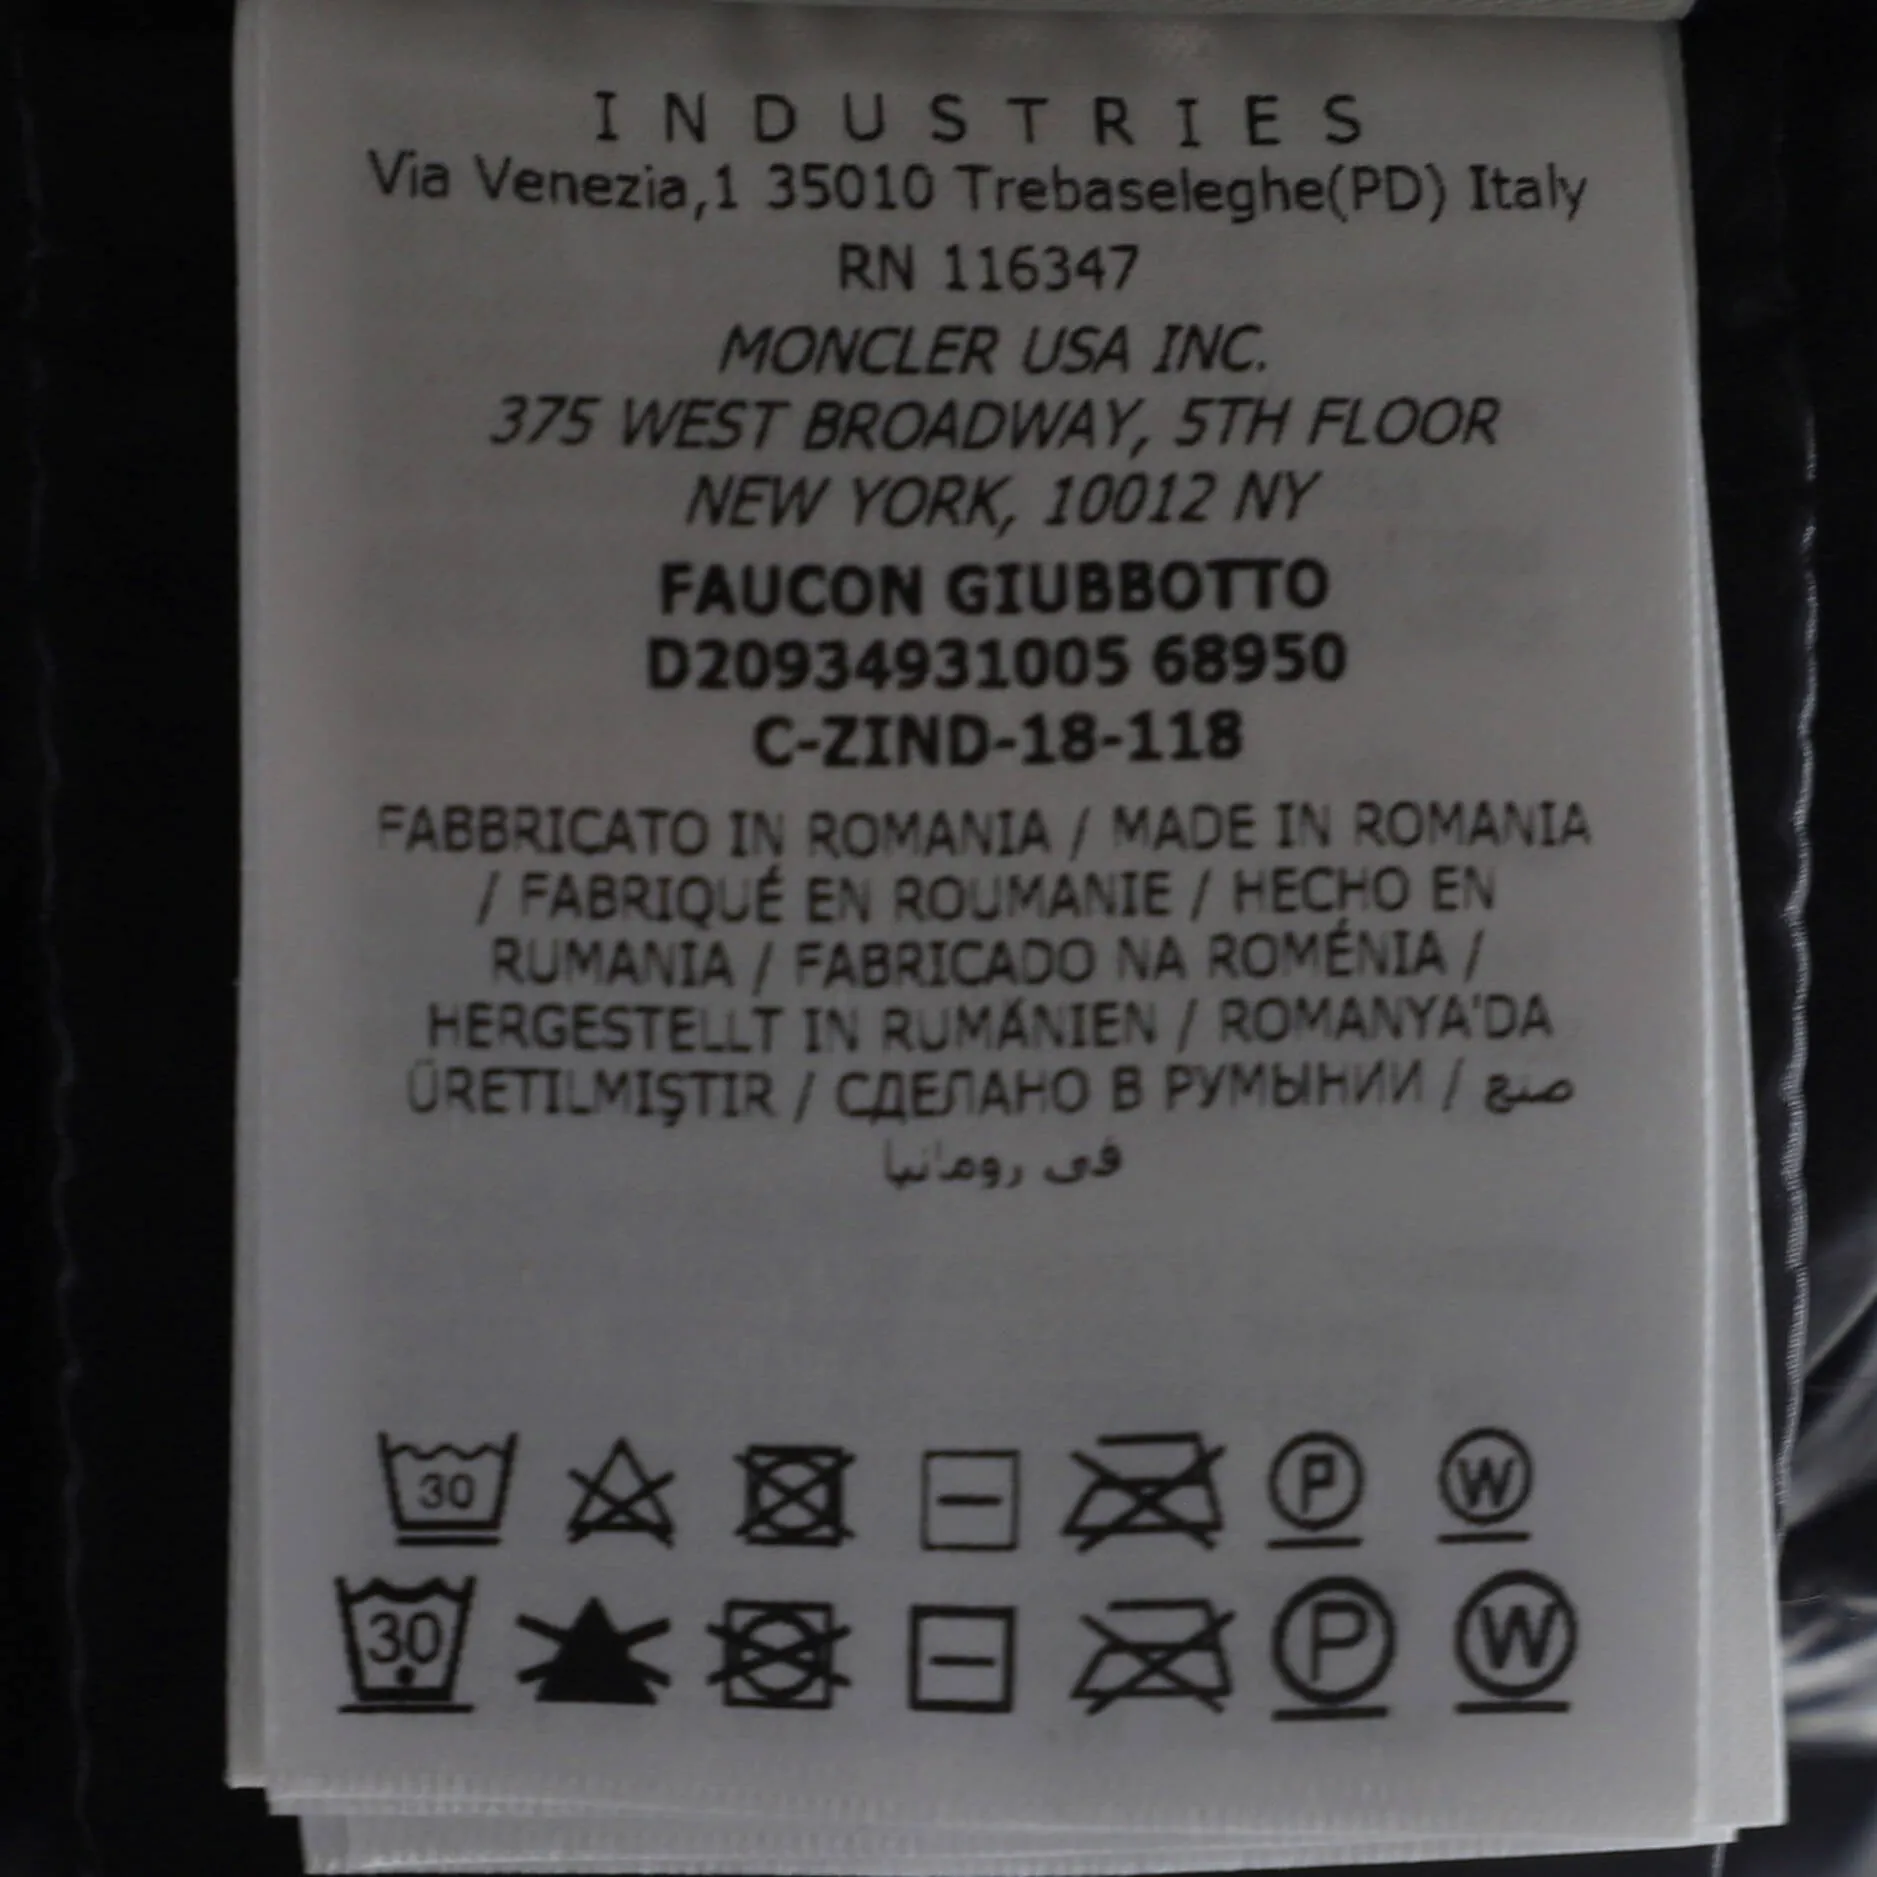 INDUSTRIES
Via Venezia,1 35010 Trebaseleghe(PD) Italy
RN 116347
MONCLER USA INC.
375 WEST BROADWAY, 5TH FLOOR
NEW YORK, 10012 NY
FAUCON GIUBBOTTO
D20934931005 68950
C-ZIND-18-118
FABBRICATO IN ROMANIA / MADE IN ROMANIA
/ FABRIQUÉ EN ROUMANIE / HECHO EN
RUMANIA / FABRICADO NA ROMÉNIA /
HERGESTELLT IN RUMÄNIEN / ROMANYA'DA
ÜRETILMIŞTIR / СДЕЛАНО В РУМЫНИИ / صنع
في رومانيا
30 P W
30 P W